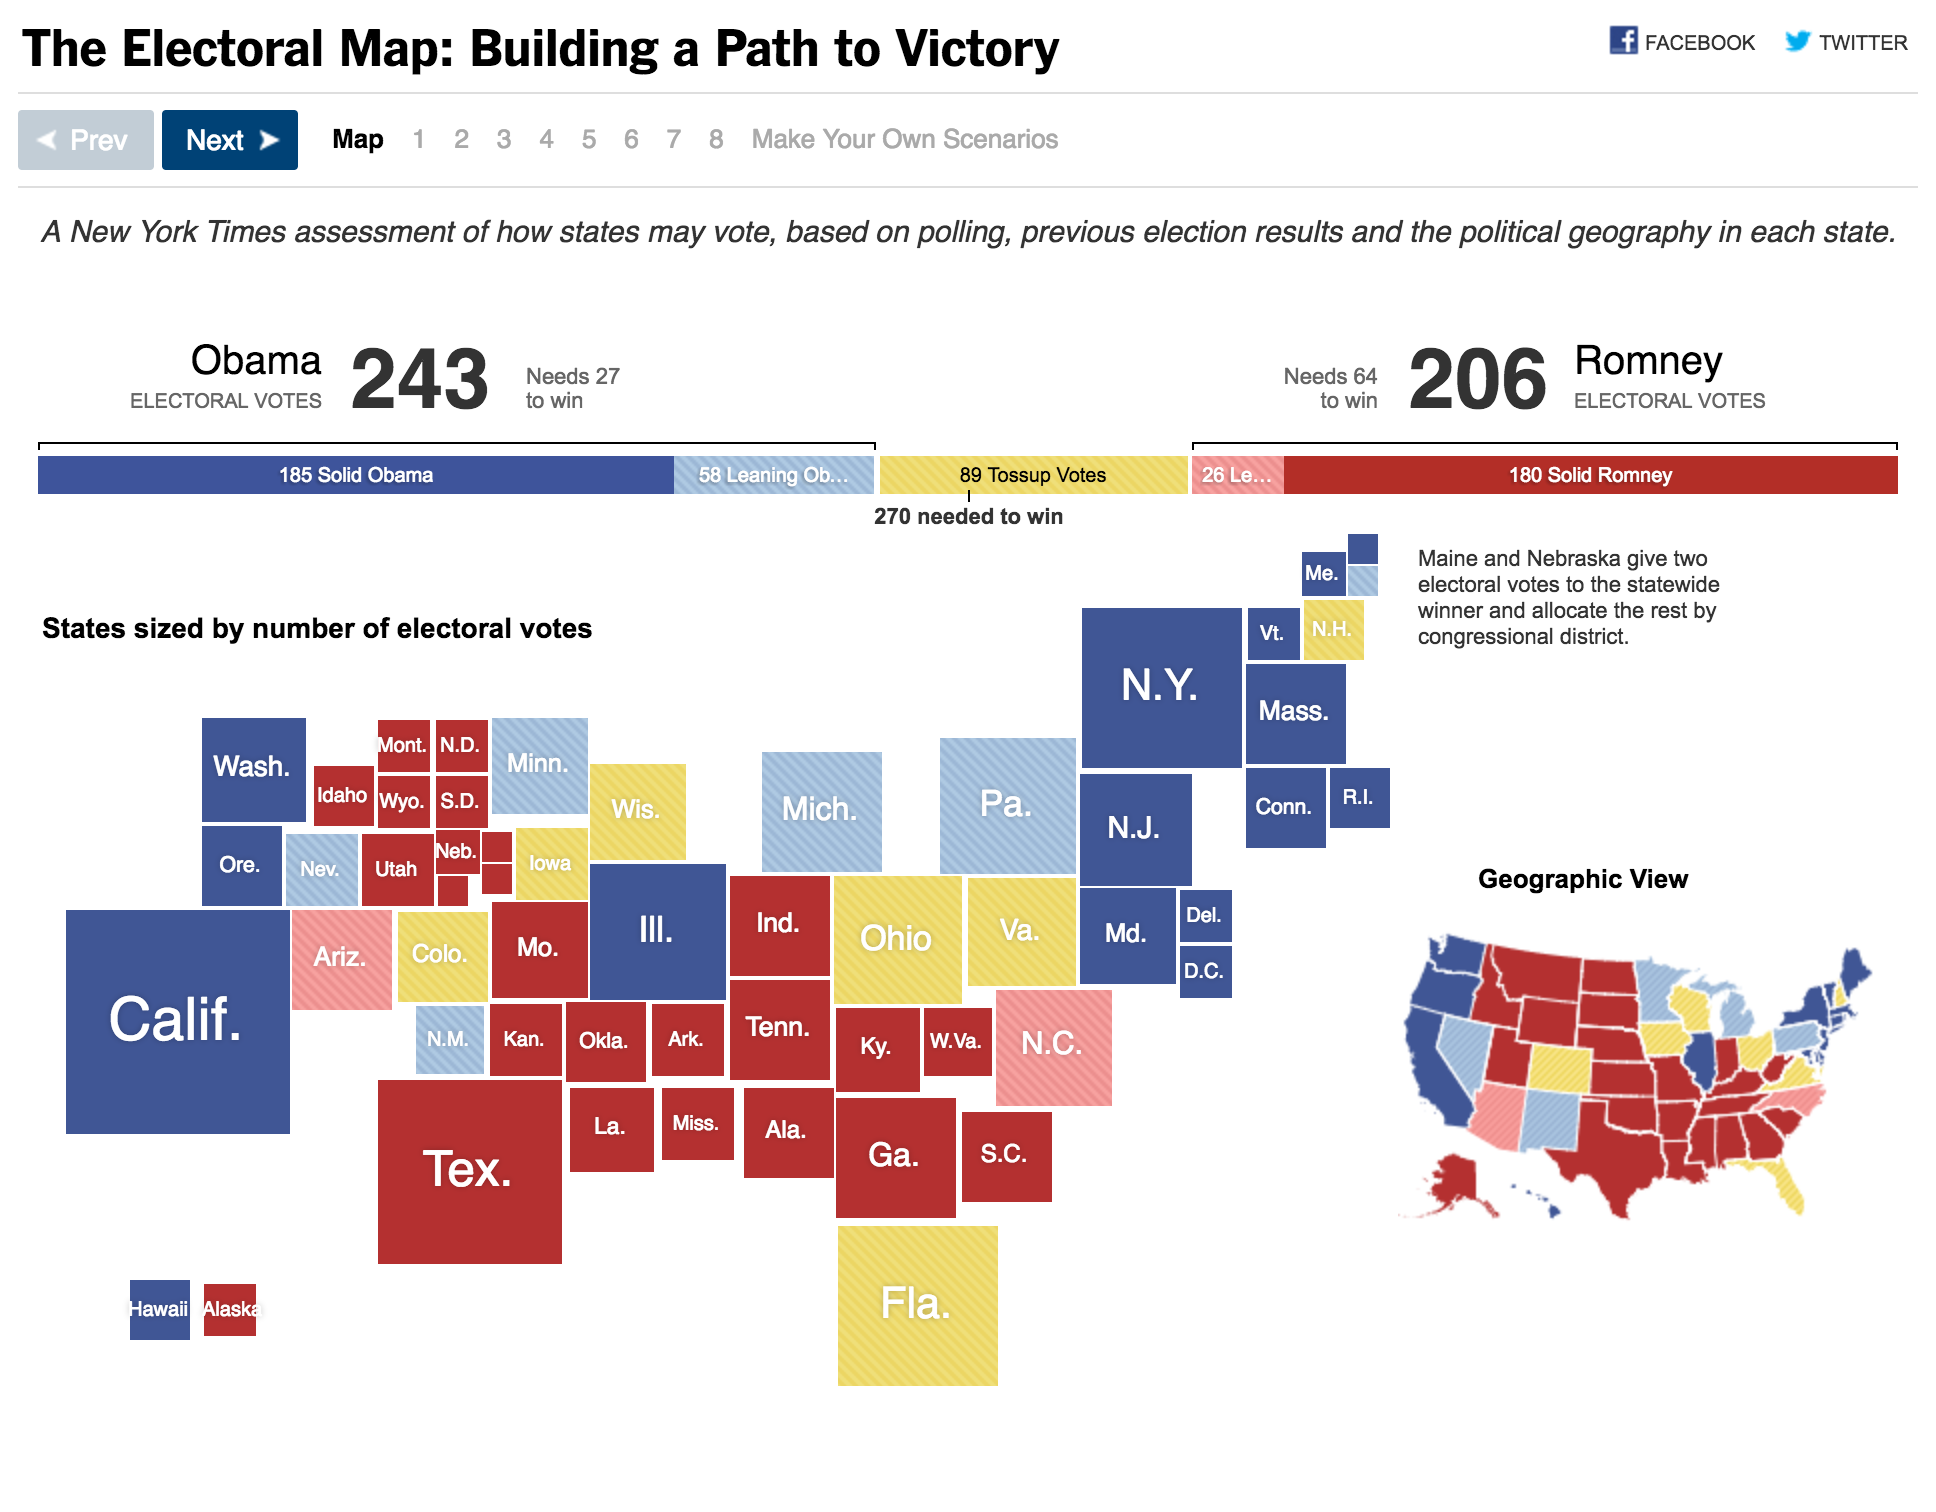 The Electoral Map: Building a Path to Victory
FACEBOOK
TWITTER
Prev
Next
Map 1 2 3 4 5 6 7 8 Make Your Own Scenarios
A New York Times assessment of how states may vote, based on polling, previous election results and the political geography in each state.
Obama
ELECTORAL VOTES
243
Needs 27
to win
Needs 64
to win
206
Romney
ELECTORAL VOTES
185 Solid Obama
58 Leaning Ob...
89 Tossup Votes
26 Le...
180 Solid Romney
270 needed to win
Maine and Nebraska give two
electoral votes to the statewide
winner and allocate the rest by
congressional district.
States sized by number of electoral votes
Me.
Vt.
N.H.
N.Y.
Mass.
Wash.
Mont.
N.D.
Minn.
Idaho
Wyo.
S.D.
Wis.
Mich.
Pa.
N.J.
Conn.
R.I.
Ore.
Nev.
Utah
Neb.
Iowa
Geographic View
Calif.
Ariz.
Colo.
Mo.
Ill.
Ind.
Ohio
Va.
Md.
Del.
D.C.
N.M.
Kan.
Okla.
Ark.
Tenn.
Ky.
W.Va.
N.C.
Tex.
La.
Miss.
Ala.
Ga.
S.C.
Fla.
Hawaii
Alaska